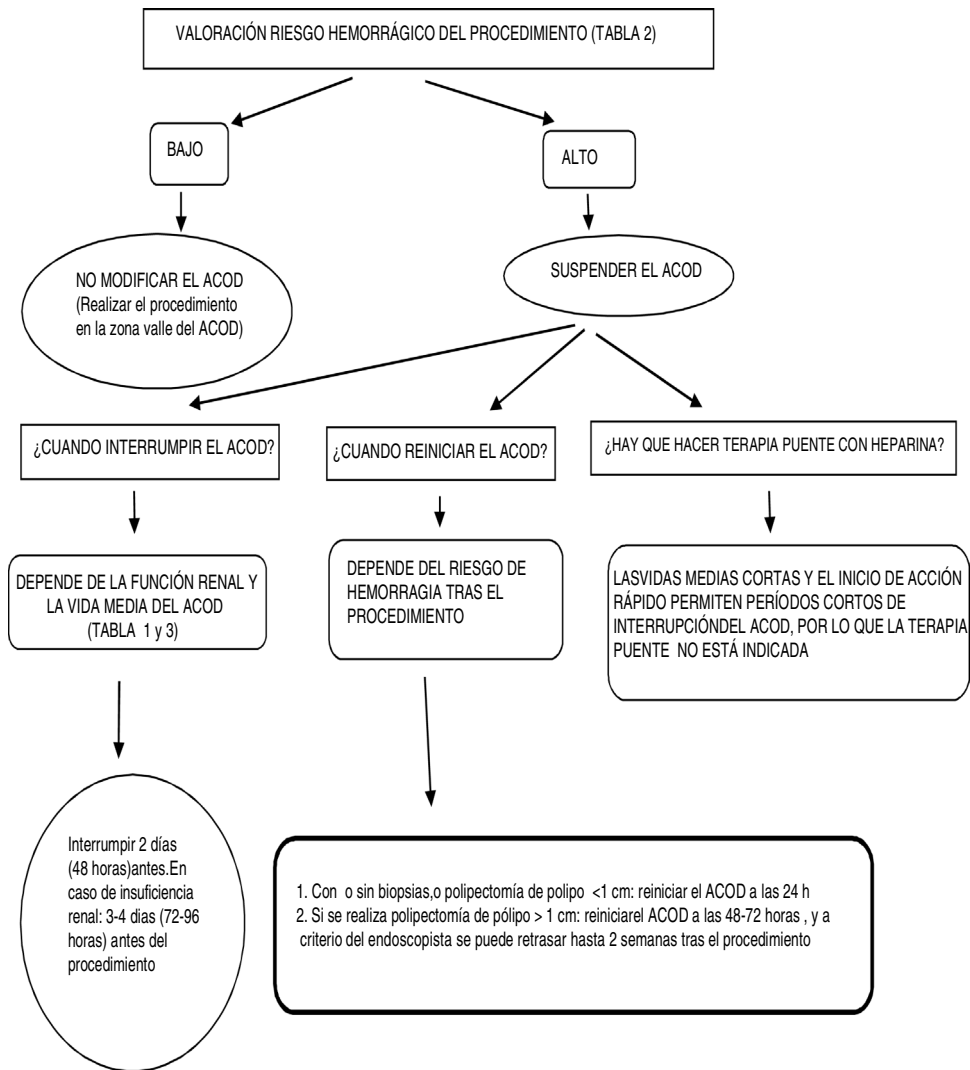 VALORACIÓN RIESGO HEMORRÁGICO DEL PROCEDIMIENTO (TABLA 2)
BAJO
ALTO
NO MODIFICAR EL ACOD
(Realizar el procedimiento
en la zona valle del ACOD)
SUSPENDER EL ACOD
¿CUANDO INTERRUMPIR EL ACOD?
¿CUANDO REINICIAR EL ACOD?
¿HAY QUE HACER TERAPIA PUENTE CON HEPARINA?
DEPENDE DE LA FUNCIÓN RENAL Y
LA VIDA MEDIA DEL ACOD
(TABLA 1 y 3)
DEPENDE DEL RIESGO DE
HEMORRAGIA TRAS EL
PROCEDIMIENTO
LASVIDAS MEDIAS CORTAS Y EL INICIO DE ACCIÓN
RÁPIDO PERMITEN PERÍODOS CORTOS DE
INTERRUPCIÓNDEL ACOD, POR LO QUE LA TERAPIA
PUENTE NO ESTÁ INDICADA
Interrumpir 2 días
(48 horas)antes.En
caso de insuficiencia
renal: 3-4 dias (72-96
horas) antes del
procedimiento
1. Con o sin biopsias,o polipectomía de polipo <1 cm: reiniciar el ACOD a las 24 h
2. Si se realiza polipectomía de pólipo > 1 cm: reiniciarel ACOD a las 48-72 horas , y a
criterio del endoscopista se puede retrasar hasta 2 semanas tras el procedimiento